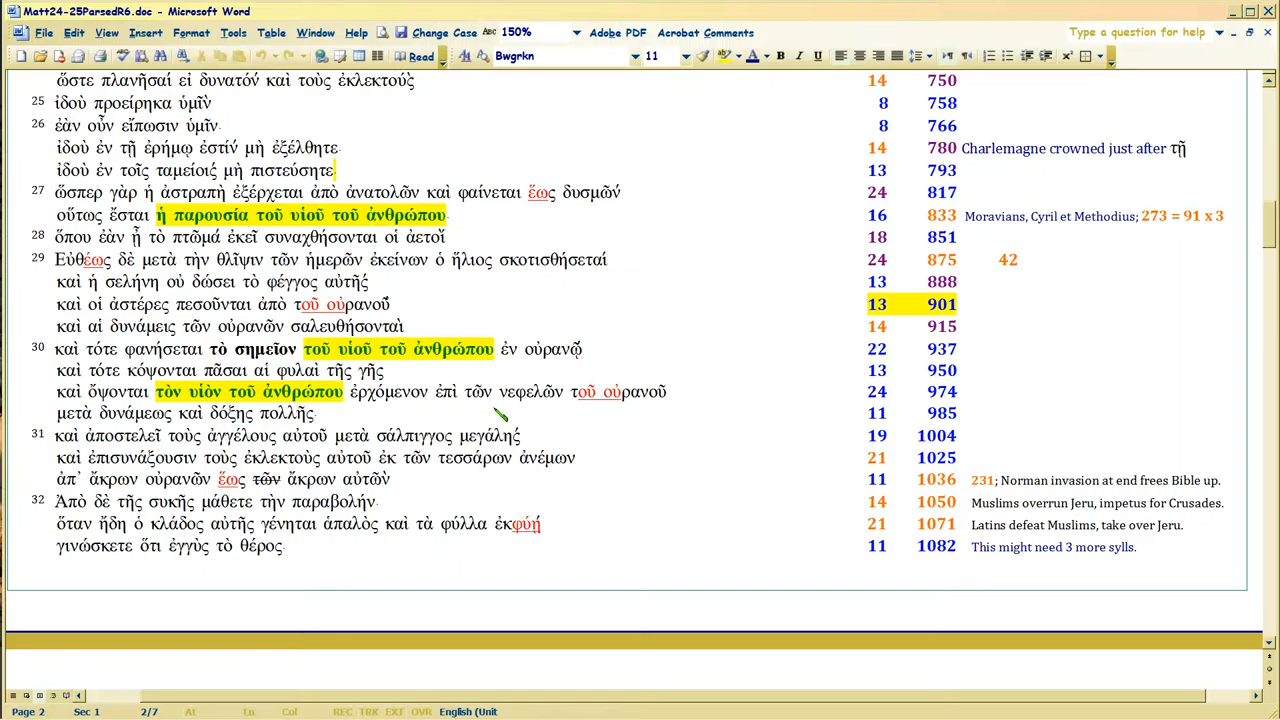 Matt24-25ParsedR6.doc - Microsoft Word
File Edit View Insert Format Tools Table Window Help Change Case 150% Adobe PDF Acrobat Comments Type a question for help
Read Bwgrkn 11 B I U
ὥστε πλανῆσαί εἰ δυνατόν καὶ τοὺς ἐκλεκτούς 14 750
25 ἰδοὺ προείρηκα ὑμῖν 8 758
26 ἐὰν οὖν εἴπωσιν ὑμῖν· 8 766
ἰδοὺ ἐν τῇ ἐρήμῳ ἐστίν μὴ ἐξέλθητε· 14 780 Charlemagne crowned just after τῇ
ἰδοὺ ἐν τοῖς ταμείοις μὴ πιστεύσητε· 13 793
27 ὥσπερ γὰρ ἡ ἀστραπὴ ἐξέρχεται ἀπὸ ἀνατολῶν καὶ φαίνεται ἕως δυσμῶν 24 817
οὕτως ἔσται ἡ παρουσία τοῦ υἱοῦ τοῦ ἀνθρώπου· 16 833 Moravians, Cyril et Methodius; 273 = 91 x 3
28 ὅπου ἐὰν ᾖ τὸ πτῶμά ἐκεῖ συναχθήσονται οἱ ἀετοί 18 851
29 Εὐθέως δὲ μετὰ τὴν θλῖψιν τῶν ἡμερῶν ἐκείνων ὁ ἥλιος σκοτισθήσεταί 24 875 42
καὶ ἡ σελήνη οὐ δώσει τὸ φέγγος αὐτῆς 13 888
καὶ οἱ ἀστέρες πεσοῦνται ἀπὸ τοῦ οὐρανοῦ 13 901
καὶ αἱ δυνάμεις τῶν οὐρανῶν σαλευθήσονταὶ 14 915
30 καὶ τότε φανήσεται τὸ σημεῖον τοῦ υἱοῦ τοῦ ἀνθρώπου ἐν οὐρανῷ 22 937
καὶ τότε κόψονται πᾶσαι αἱ φυλαὶ τῆς γῆς 13 950
καὶ ὄψονται τὸν υἱὸν τοῦ ἀνθρώπου ἐρχόμενον ἐπὶ τῶν νεφελῶν τοῦ οὐρανοῦ 24 974
μετὰ δυνάμεως καὶ δόξης πολλῆς· 11 985
31 καὶ ἀποστελεῖ τοὺς ἀγγέλους αὐτοῦ μετὰ σάλπιγγος μεγάλης 19 1004
καὶ ἐπισυνάξουσιν τοὺς ἐκλεκτοὺς αὐτοῦ ἐκ τῶν τεσσάρων ἀνέμων 21 1025
ἀπ᾽ ἄκρων οὐρανῶν ἕως τῶν ἄκρων αὐτῶν 11 1036 231; Norman invasion at end frees Bible up.
32 Ἀπὸ δὲ τῆς συκῆς μάθετε τὴν παραβολήν· 14 1050 Muslims overrun Jeru, impetus for Crusades.
ὅταν ἤδη ὁ κλάδος αὐτῆς γένηται ἁπαλὸς καὶ τὰ φύλλα ἐκφύῃ 21 1071 Latins defeat Muslims, take over Jeru.
γινώσκετε ὅτι ἐγγὺς τὸ θέρος· 11 1082 This might need 3 more sylls.
Page 2 Sec 1 2/7 At Ln Col REC TRK EXT OVR English (Unit